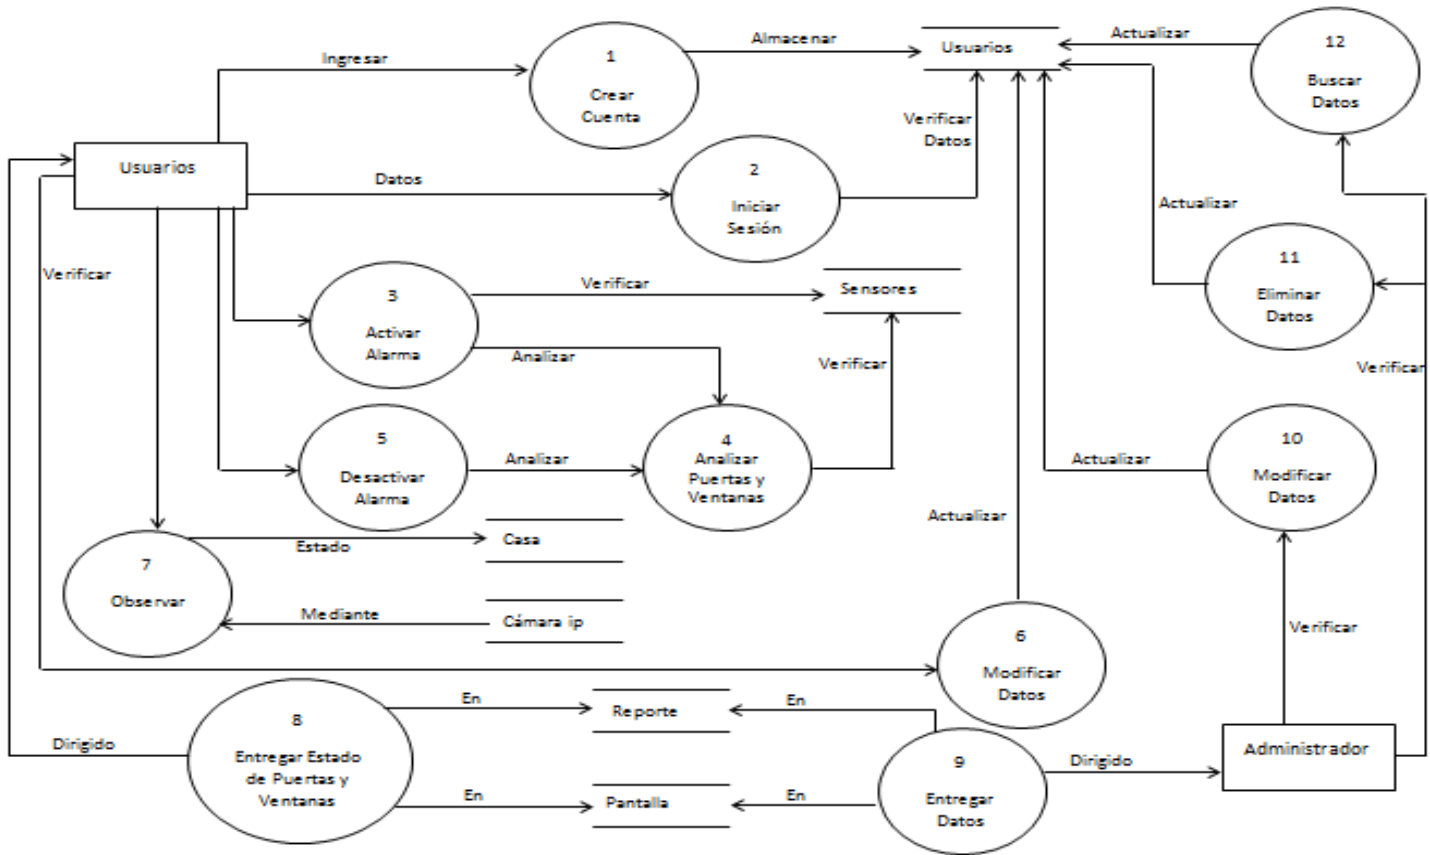 Ingresar
1
Crear
Cuenta
Almacenar
Usuarios
Actualizar
12
Buscar
Datos
Usuarios
Datos
2
Iniciar
Sesión
Verificar
Datos
Actualizar
11
Eliminar
Datos
Verificar
3
Activar
Alarma
Verificar
Sensores
Analizar
Verificar
Verificar
5
Desactivar
Alarma
Analizar
4
Analizar
Puertas y
Ventanas
Actualizar
10
Modificar
Datos
Actualizar
7
Observar
Estado
Casa
Mediante
Cámara ip
6
Modificar
Datos
Verificar
8
Entregar Estado
de Puertas y
Ventanas
Dirigido
En
Reporte
En
En
Pantalla
En
9
Entregar
Datos
Dirigido
Administrador